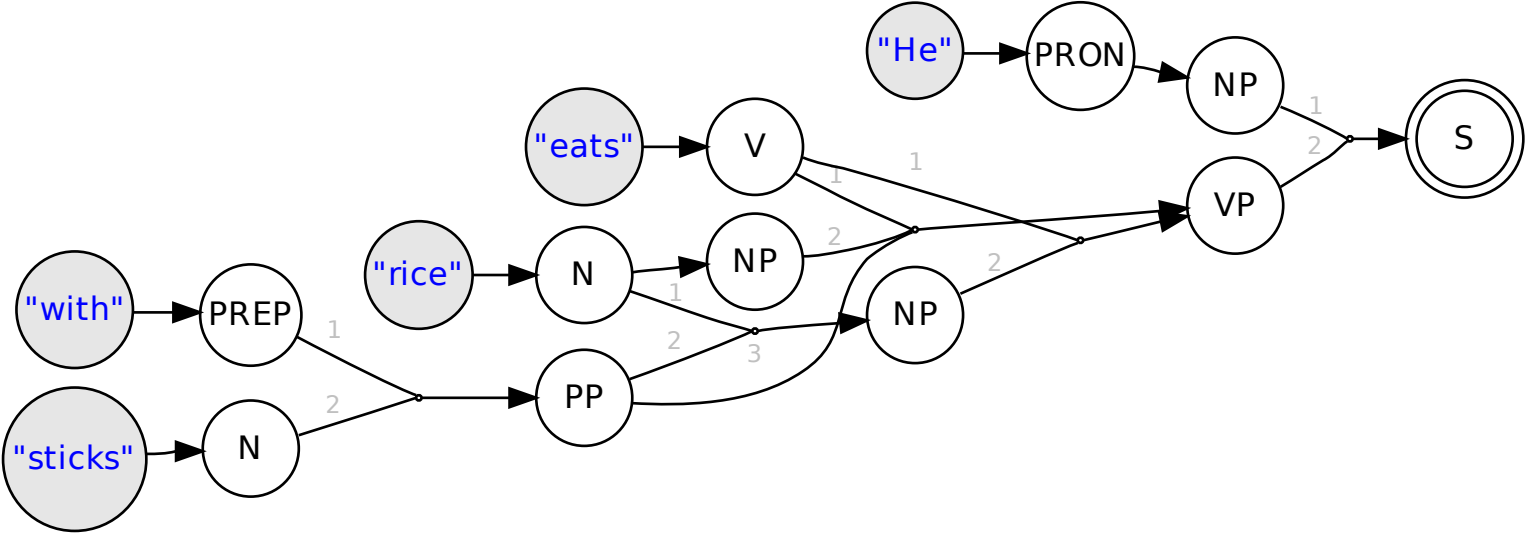 "He"
PRON
NP
1
2
S
"eats"
V
1
1
2
VP
"rice"
N
NP
1
2
3
NP
2
"with"
PREP
1
2
PP
"sticks"
N